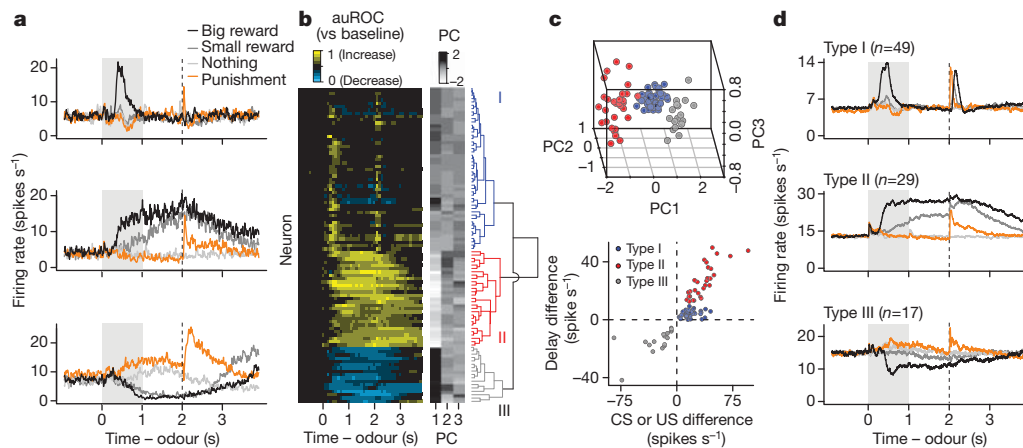 a
Big reward
Small reward
Nothing
Punishment
20
10
0
20
10
0
20
10
0
Firing rate (spikes s−1)
0 1 2 3
Time – odour (s)
b
auROC
(vs baseline)
1 (Increase)
0 (Decrease)
PC
2
−2
Neuron
I
II
III
0 1 2 3
Time – odour (s)
1 2 3
PC
c
0.8
0.0
−0.8
PC3
1
0
−1
PC2
−2 0 2
PC1
Type I
Type II
Type III
40
0
−40
Delay difference
(spike s−1)
−75 0 75
CS or US difference
(spikes s−1)
d
Type I (n=49)
14
7
0
Type II (n=29)
30
15
0
Type III (n=17)
30
15
0
Firing rate (spikes s−1)
0 1 2 3
Time – odour (s)